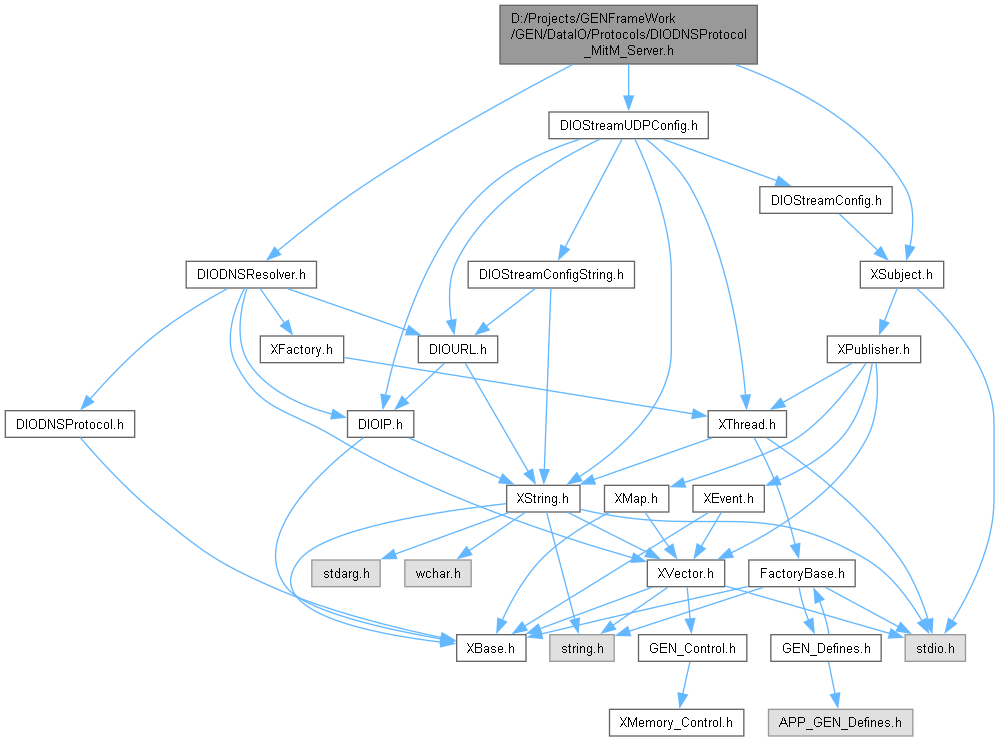 D:/Projects/GENFrameWork
/GEN/DataIO/Protocols/DIODNSProtocol
_MitM_Server.h
DIOStreamUDPConfig.h
DIOStreamConfig.h
DIODNSResolver.h
DIOStreamConfigString.h
XSubject.h
XFactory.h
DIOURL.h
XPublisher.h
DIODNSProtocol.h
DIOIP.h
XThread.h
XString.h
XMap.h
XEvent.h
stdarg.h
wchar.h
XVector.h
FactoryBase.h
XBase.h
string.h
GEN_Control.h
GEN_Defines.h
stdio.h
XMemory_Control.h
APP_GEN_Defines.h